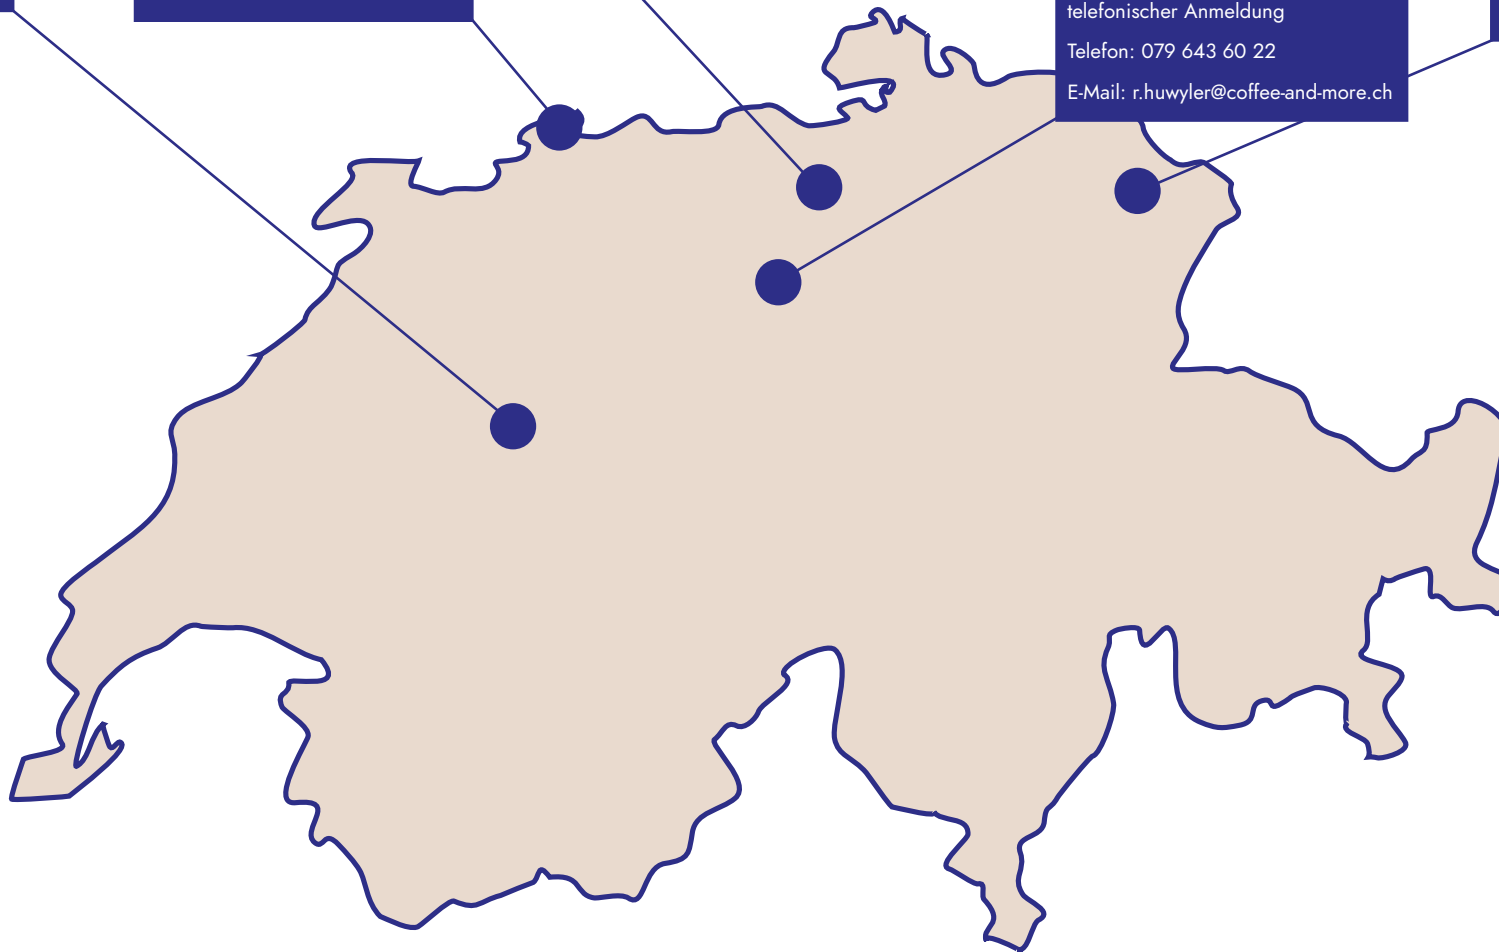 telefonischer Anmeldung
Telefon: 079 643 60 22
E-Mail: r.huwyler@coffee-and-more.ch